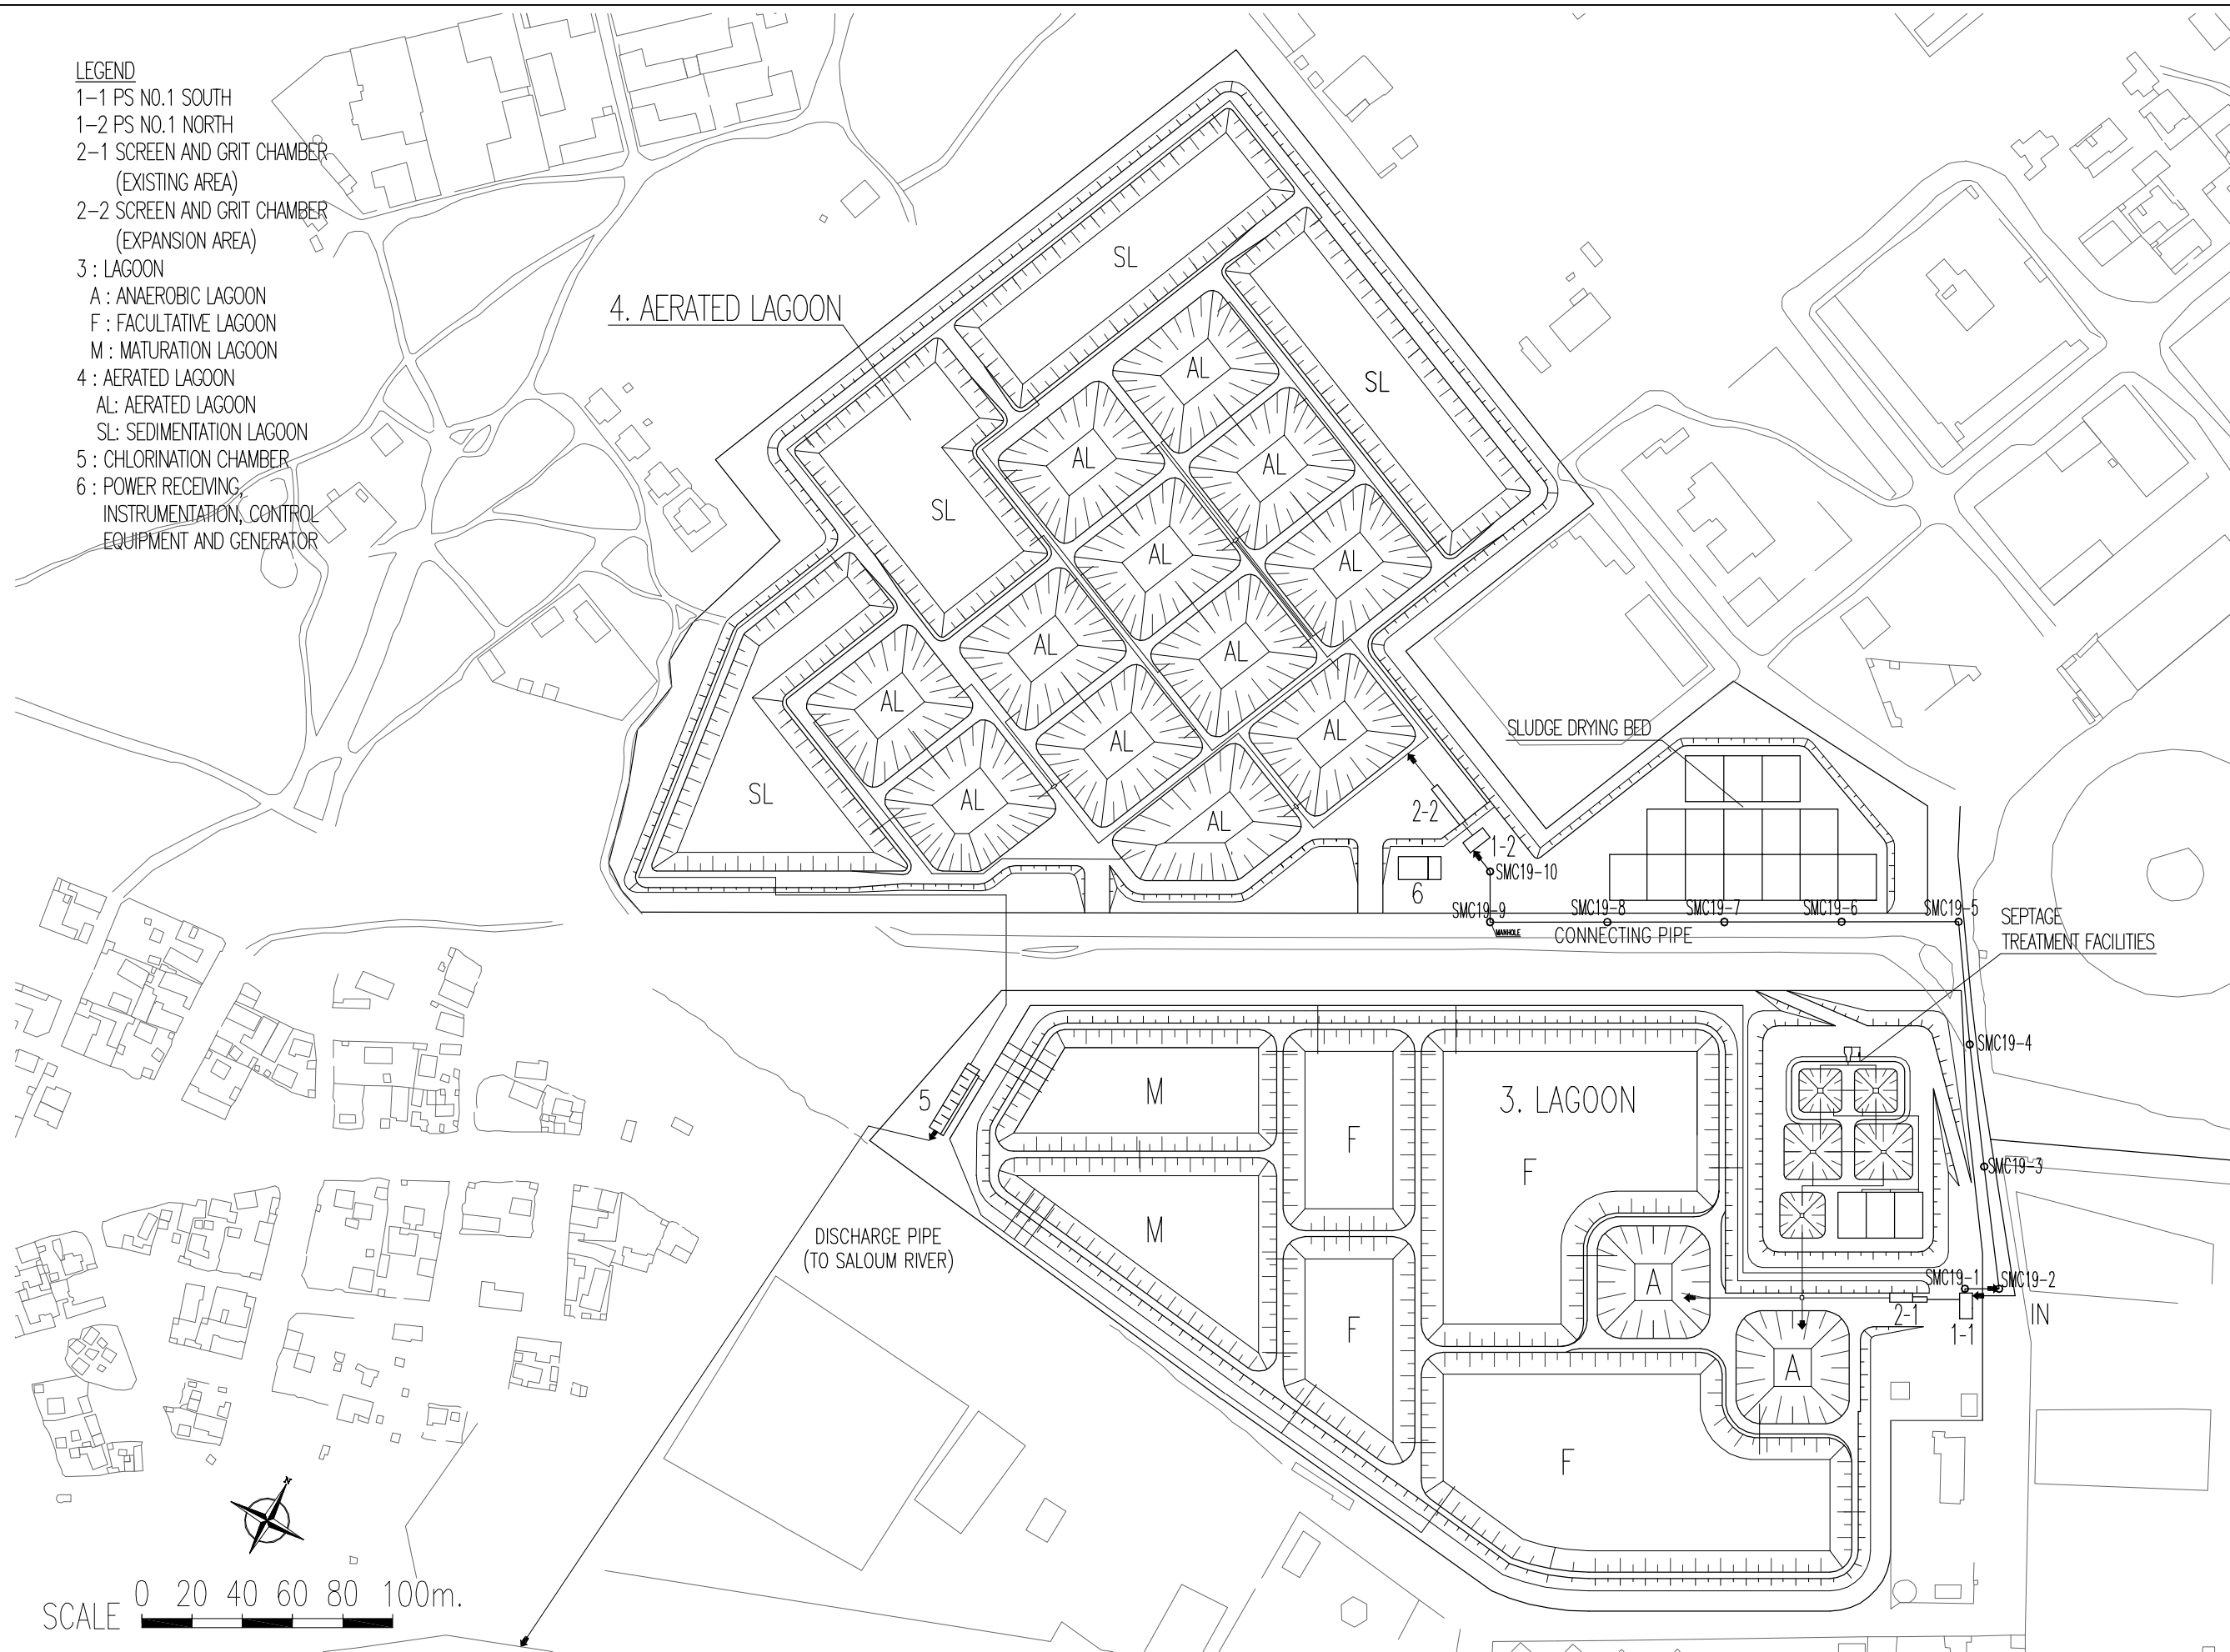 LEGEND
1-1 PS NO.1 SOUTH
1-2 PS NO.1 NORTH
2-1 SCREEN AND GRIT CHAMBER
(EXISTING AREA)
2-2 SCREEN AND GRIT CHAMBER
(EXPANSION AREA)
3 : LAGOON
A : ANAEROBIC LAGOON
F : FACULTATIVE LAGOON
M : MATURATION LAGOON
4 : AERATED LAGOON
AL: AERATED LAGOON
SL: SEDIMENTATION LAGOON
5 : CHLORINATION CHAMBER
6 : POWER RECEIVING,
INSTRUMENTATION, CONTROL
EQUIPMENT AND GENERATOR
4. AERATED LAGOON
SL
SL
SL
SL
AL
AL
AL
AL
AL
AL
AL
AL
AL
AL
AL
AL
SLUDGE DRYING BED
2-2
1-2
SMC19-10
6
SMC19-9
SMC19-8
SMC19-7
SMC19-6
SMC19-5
MANHOLE
CONNECTING PIPE
SEPTAGE
TREATMENT FACILITIES
SMC19-4
5
M
F
3. LAGOON
F
SMC19-3
M
DISCHARGE PIPE
(TO SALOUM RIVER)
A
SMC19-1
SMC19-2
2-1
1-1
IN
F
A
F
N
SCALE
0 20 40 60 80 100m.